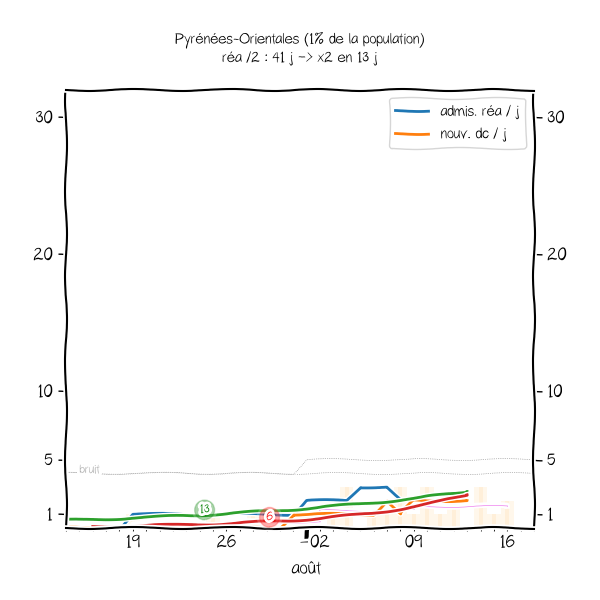 Pyrénées-Orientales (1% de la population)
réa /2 : 41 j -> x2 en 13 j
admis. réa / j
nouv. dc / j
30
30
20
20
10
10
5
5
bruit
13
6
1
1
19
26
02
09
16
août